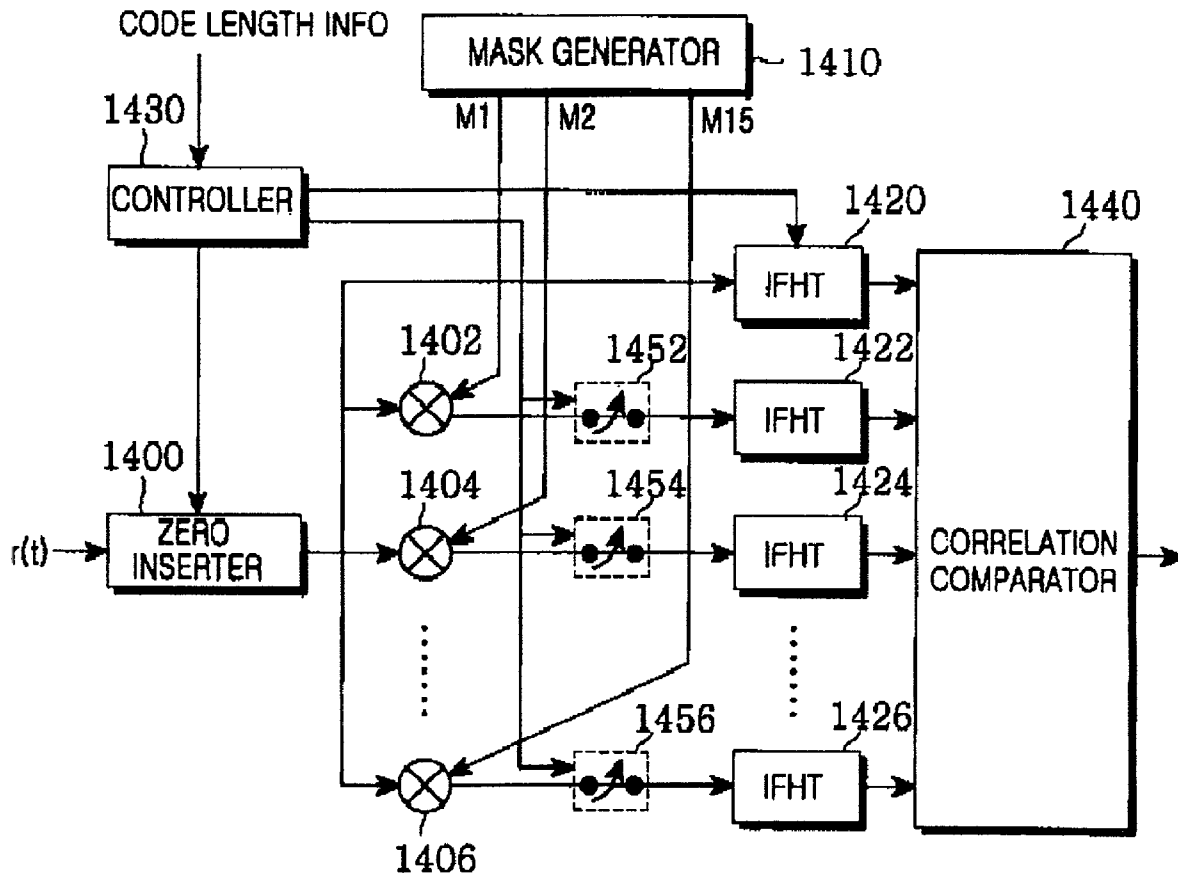 CODE LENGTH INFO
MASK GENERATOR
1410
M1
M2
M15
1430
CONTROLLER
1420
1440
IFHT
1402
1452
1422
IFHT
1400
1404
1454
1424
r(t)
ZERO
INSERTER
IFHT
CORRELATION
COMPARATOR
1456
1426
IFHT
1406